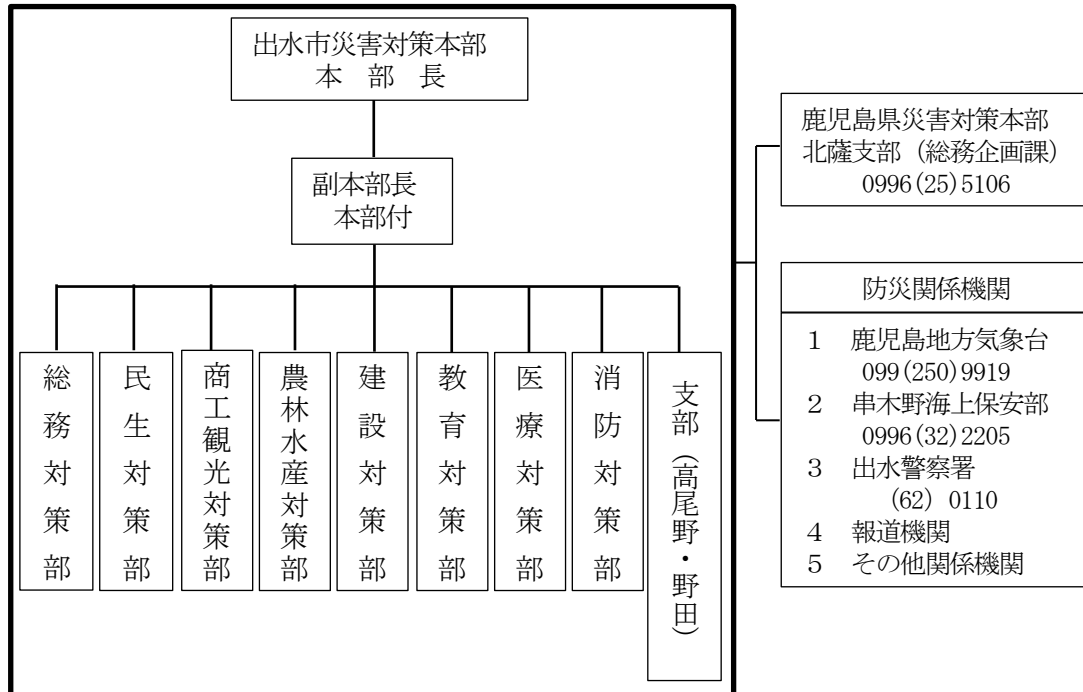 出水市災害対策本部
本　部　長
副本部長
本部付
総務対策部
民生対策部
商工観光対策部
農林水産対策部
建設対策部
教育対策部
医療対策部
消防対策部
支部（高尾野・野田）
鹿児島県災害対策本部
北薩支部（総務企画課）
0996(25)5106
防災関係機関
１　鹿児島地方気象台
099(250)9919
２　串木野海上保安部
0996(32)2205
３　出水警察署
(62) 0110
４　報道機関
５　その他関係機関